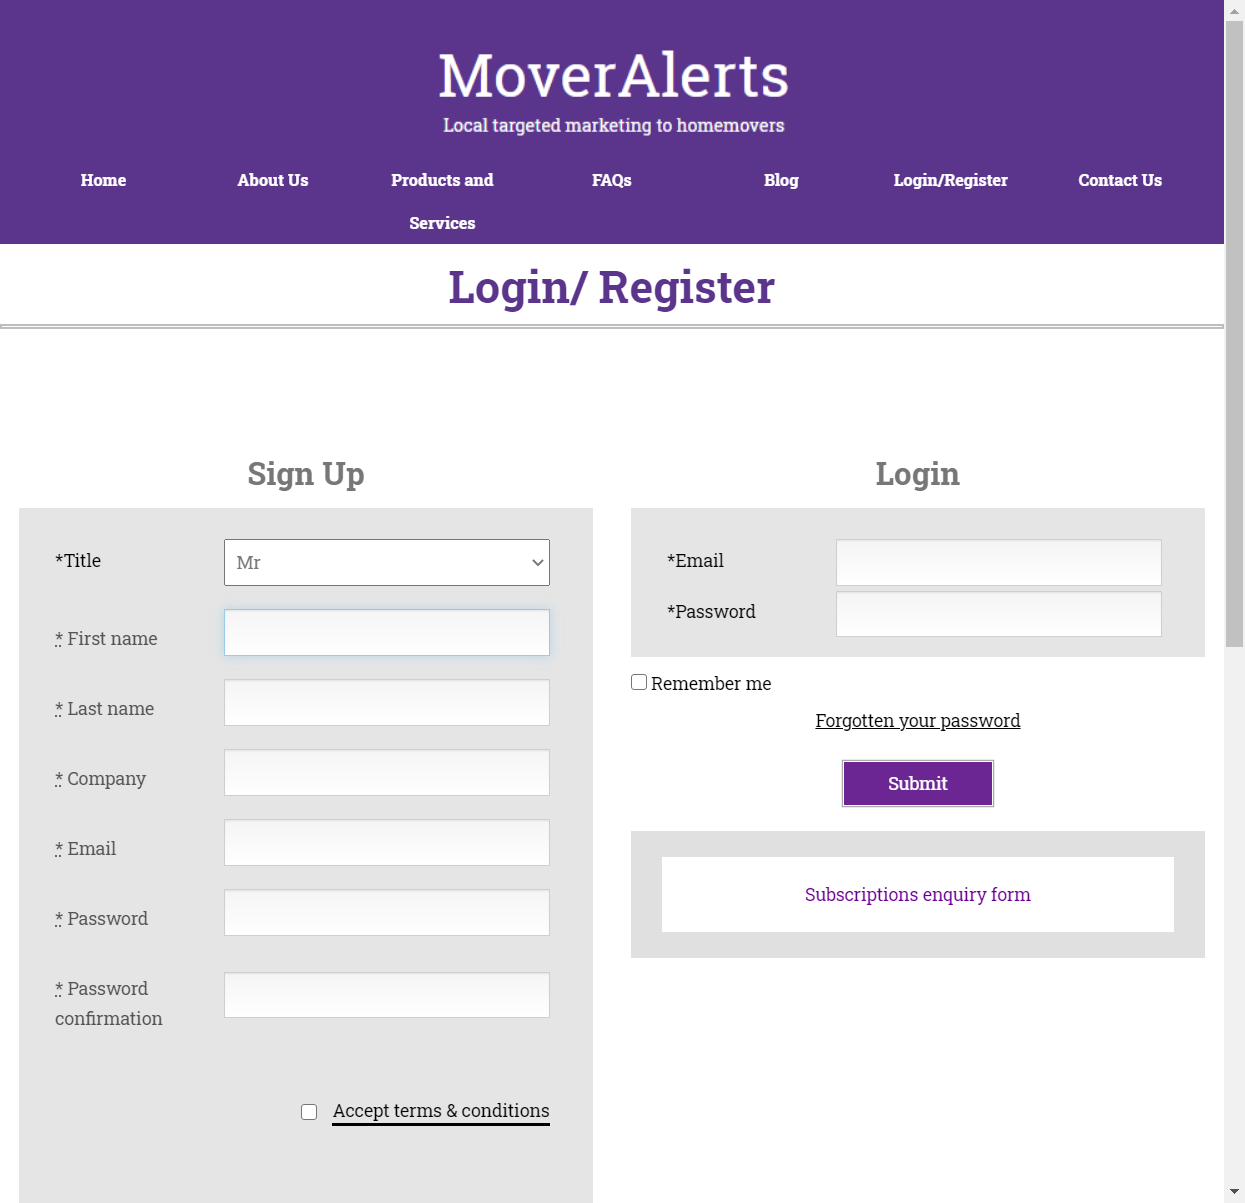 MoverAlerts
Local targeted marketing to homemovers
Home
About Us
Products and
Services
FAQs
Blog
Login/Register
Contact Us
Login/ Register
Sign Up
*Title
Mr
* First name
* Last name
* Company
* Email
* Password
* Password
confirmation
Accept terms & conditions
Login
*Email
*Password
Remember me
Forgotten your password
Submit
Subscriptions enquiry form